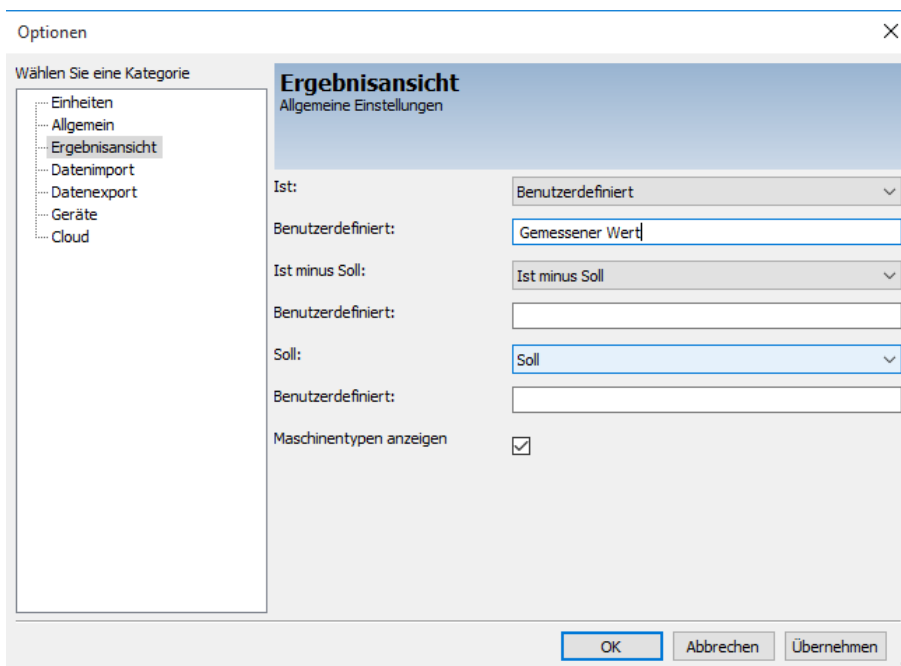 Optionen
Wählen Sie eine Kategorie
Einheiten
Allgemein
Ergebnisansicht
Datenimport
Datenexport
Geräte
Cloud
Ergebnisansicht
Allgemeine Einstellungen
Ist: Benutzerdefiniert
Benutzerdefiniert: Gemessener Wert
Ist minus Soll: Ist minus Soll
Benutzerdefiniert:
Soll: Soll
Benutzerdefiniert:
Maschinentypen anzeigen
OK Abbrechen Übernehmen